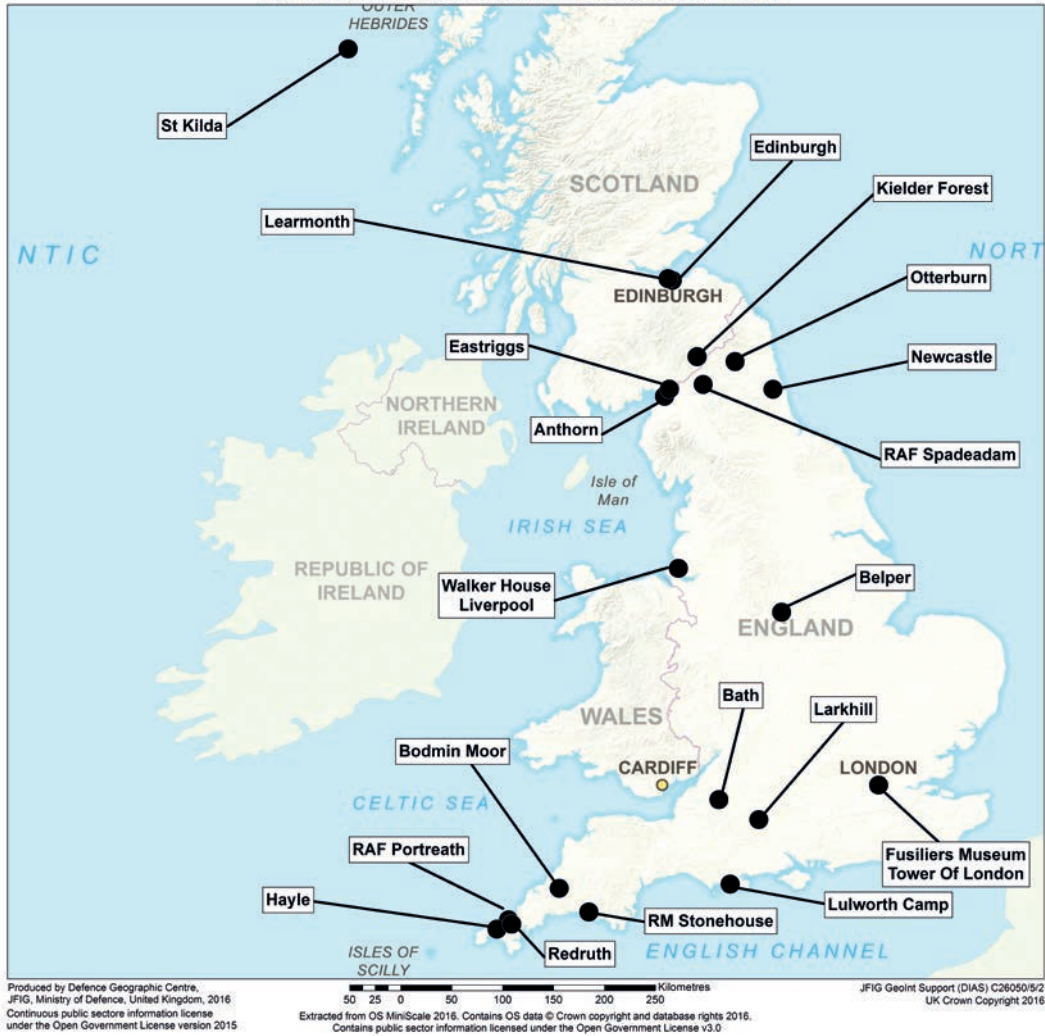 OUTER
HEBRIDES
St Kilda
Edinburgh
SCOTLAND
Kielder Forest
Learmonth
NTIC
NORT
Otterburn
EDINBURGH
Eastriggs
Newcastle
NORTHERN
IRELAND
Anthorn
RAF Spadeadam
Isle of
Man
IRISH SEA
REPUBLIC OF
IRELAND
Walker House
Liverpool
Belper
ENGLAND
Bath
Larkhill
WALES
Bodmin Moor
CARDIFF
LONDON
CELTIC SEA
RAF Portreath
Fusiliers Museum
Tower Of London
Hayle
Lulworth Camp
RM Stonehouse
Redruth
ISLES OF
SCILLY
ENGLISH CHANNEL
Produced by Defence Geographic Centre,
JFIG, Ministry of Defence, United Kingdom, 2016
Continuous public sectore information license
under the Open Government License version 2015
Kilometres
50 25 0 50 100 150 200 250
Extracted from OS MiniScale 2016. Contains OS data © Crown copyright and database rights 2016.
Contains public sector information licensed under the Open Government License v3.0
JFIG GeoInt Support (DIAS) C26050/5/2
UK Crown Copyright 2016